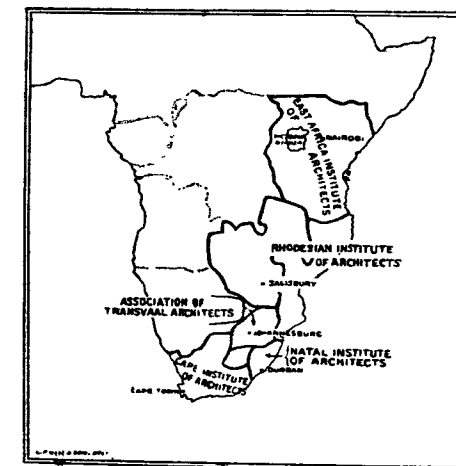 EAST AFRICA INSTITUTE
OF ARCHITECTS
NAIROBI
RHODESIAN INSTITUTE
OF ARCHITECTS
SALISBURY
ASSOCIATION OF
TRANSVAAL ARCHITECTS
JOHANNESBURG
NATAL INSTITUTE
OF ARCHITECTS
DURBAN
CAPE INSTITUTE
OF ARCHITECTS
CAPE TOWN